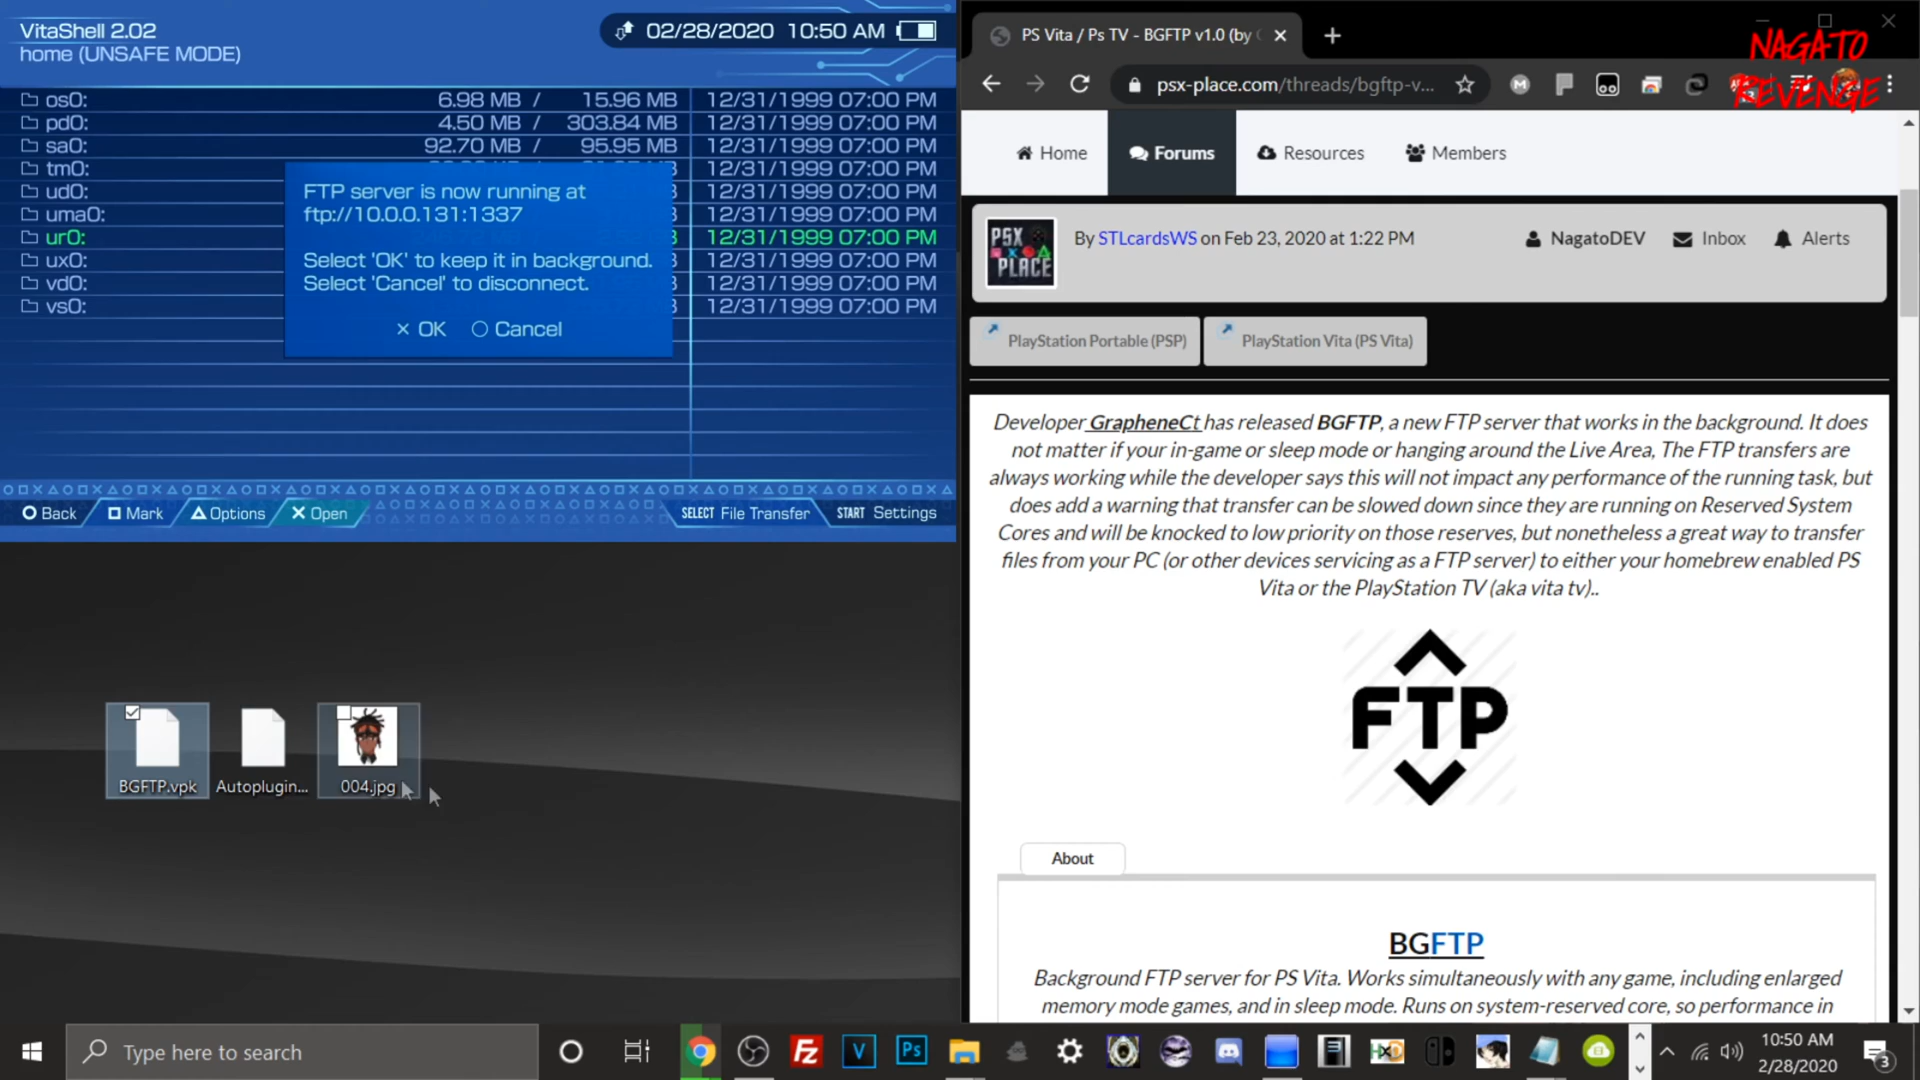 VitaShell 2.02
02/28/2020 10:50 AM
home (UNSAFE MODE)
os0: 6.98 MB / 15.96 MB 12/31/1999 07:00 PM
pd0: 4.50 MB / 303.84 MB 12/31/1999 07:00 PM
sa0: 92.70 MB / 95.95 MB 12/31/1999 07:00 PM
tm0: 12/31/1999 07:00 PM
ud0: 12/31/1999 07:00 PM
uma0: 12/31/1999 07:00 PM
ur0: 12/31/1999 07:00 PM
ux0: 12/31/1999 07:00 PM
vd0: 12/31/1999 07:00 PM
vs0: 12/31/1999 07:00 PM
FTP server is now running at
ftp://10.0.0.131:1337
Select 'OK' to keep it in background.
Select 'Cancel' to disconnect.
OK Cancel
Back Mark Options Open SELECT File Transfer START Settings
BGFTP.vpk Autoplugin... 004.jpg
PS Vita / Ps TV - BGFTP v1.0 (by
NAGATO
REVENGE
psx-place.com/threads/bgftp-v...
Home Forums Resources Members
PSX
PLACE
By STLcardsWS on Feb 23, 2020 at 1:22 PM
NagatoDEV Inbox Alerts
PlayStation Portable (PSP) PlayStation Vita (PS Vita)
Developer GrapheneCt has released BGFTP, a new FTP server that works in the background. It does
not matter if your in-game or sleep mode or hanging around the Live Area, The FTP transfers are
always working while the developer says this will not impact any performance of the running task, but
does add a warning that transfer can be slowed down since they are running on Reserved System
Cores and will be knocked to low priority on those reserves, but nonetheless a great way to transfer
files from your PC (or other devices servicing as a FTP server) to either your homebrew enabled PS
Vita or the PlayStation TV (aka vita tv)..
FTP
About
BGFTP
Background FTP server for PS Vita. Works simultaneously with any game, including enlarged
memory mode games, and in sleep mode. Runs on system-reserved core, so performance in
Type here to search
Fz
V
Ps
10:50 AM
2/28/2020
3